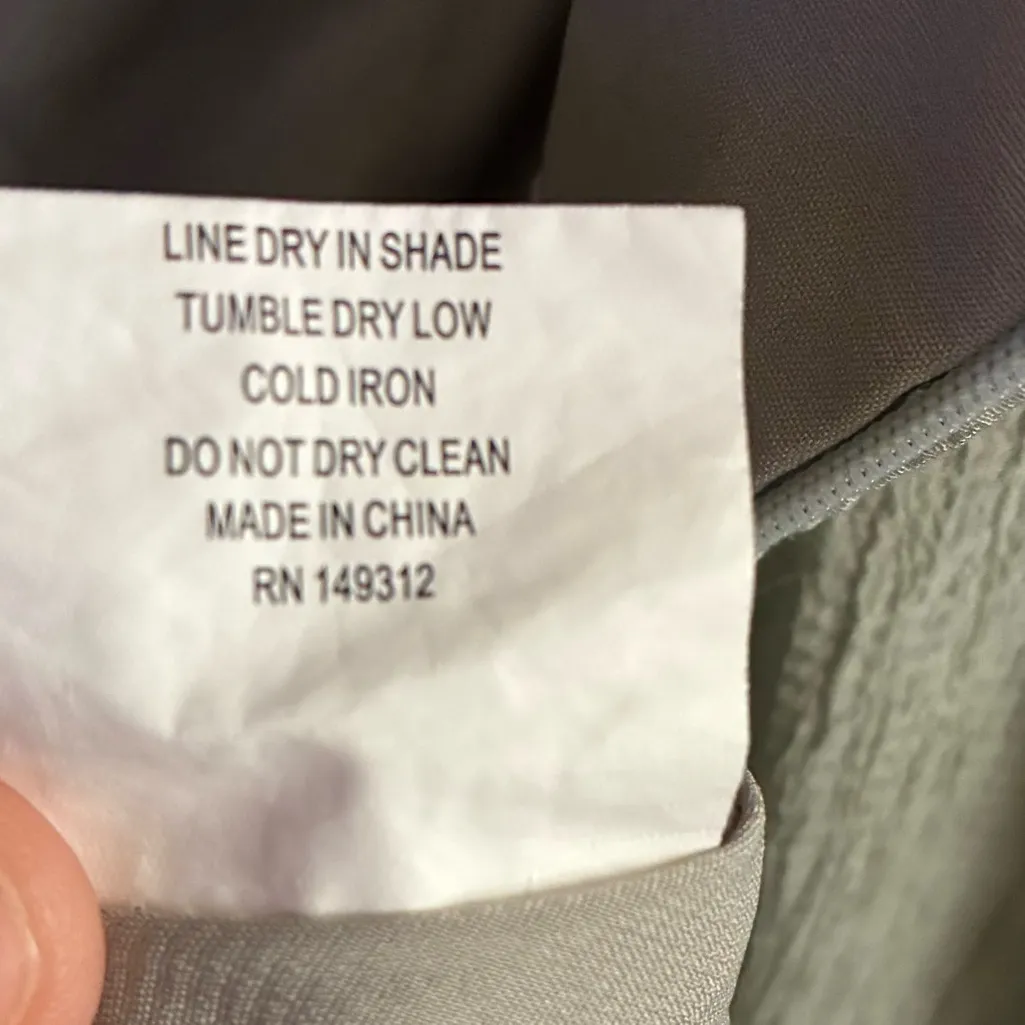 LINE DRY IN SHADE
TUMBLE DRY LOW
COLD IRON
DO NOT DRY CLEAN
MADE IN CHINA
RN 149312